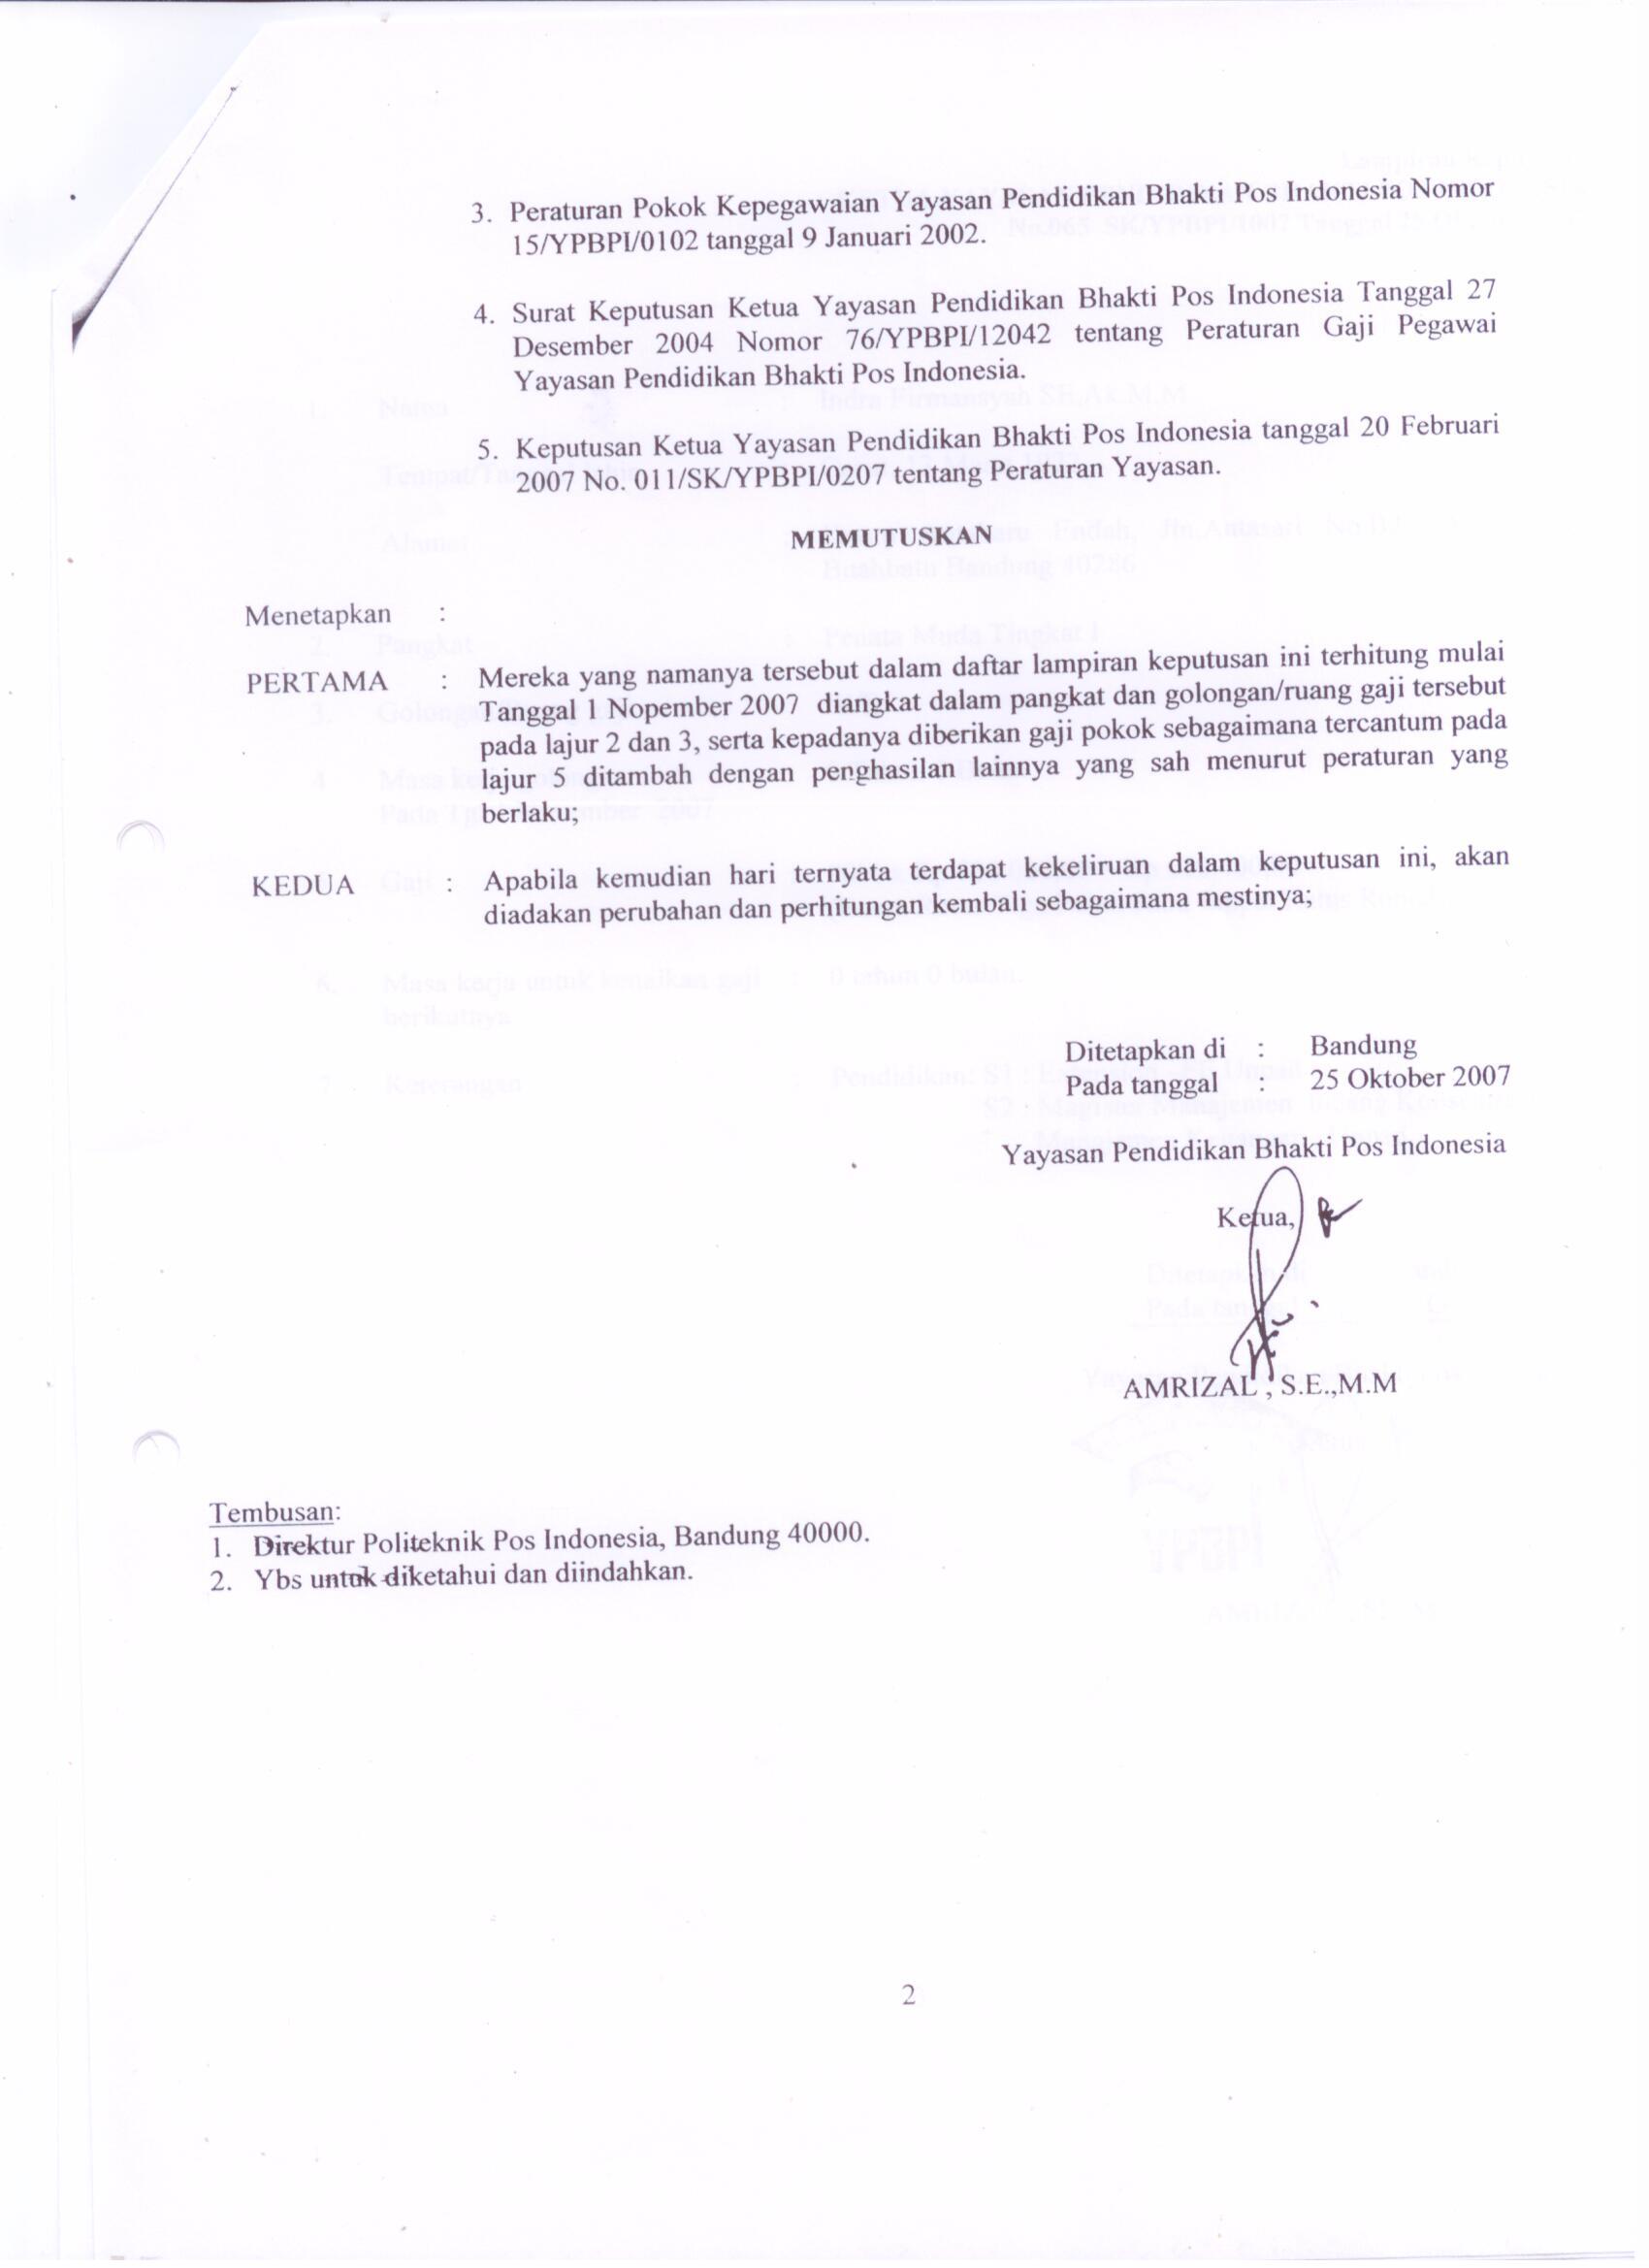 3. Peraturan Pokok Kepegawaian Yayasan Pendidikan Bhakti Pos Indonesia Nomor
15/YPBPI/0102 tanggal 9 Januari 2002.
4. Surat Keputusan Ketua Yayasan Pendidikan Bhakti Pos Indonesia Tanggal 27
Desember 2004 Nomor 76/YPBPI/12042 tentang Peraturan Gaji Pegawai
Yayasan Pendidikan Bhakti Pos Indonesia.
5. Keputusan Ketua Yayasan Pendidikan Bhakti Pos Indonesia tanggal 20 Februari
2007 No. 011/SK/YPBPI/0207 tentang Peraturan Yayasan.
MEMUTUSKAN
Menetapkan :
PERTAMA : Mereka yang namanya tersebut dalam daftar lampiran keputusan ini terhitung mulai
Tanggal 1 Nopember 2007 diangkat dalam pangkat dan golongan/ruang gaji tersebut
pada lajur 2 dan 3, serta kepadanya diberikan gaji pokok sebagaimana tercantum pada
lajur 5 ditambah dengan penghasilan lainnya yang sah menurut peraturan yang
berlaku;
KEDUA : Apabila kemudian hari ternyata terdapat kekeliruan dalam keputusan ini, akan
diadakan perubahan dan perhitungan kembali sebagaimana mestinya;
Ditetapkan di : Bandung
Pada tanggal : 25 Oktober 2007
Yayasan Pendidikan Bhakti Pos Indonesia
Ketua,
AMRIZAL , S.E.,M.M
Tembusan:
1. Direktur Politeknik Pos Indonesia, Bandung 40000.
2. Ybs untuk diketahui dan diindahkan.
2